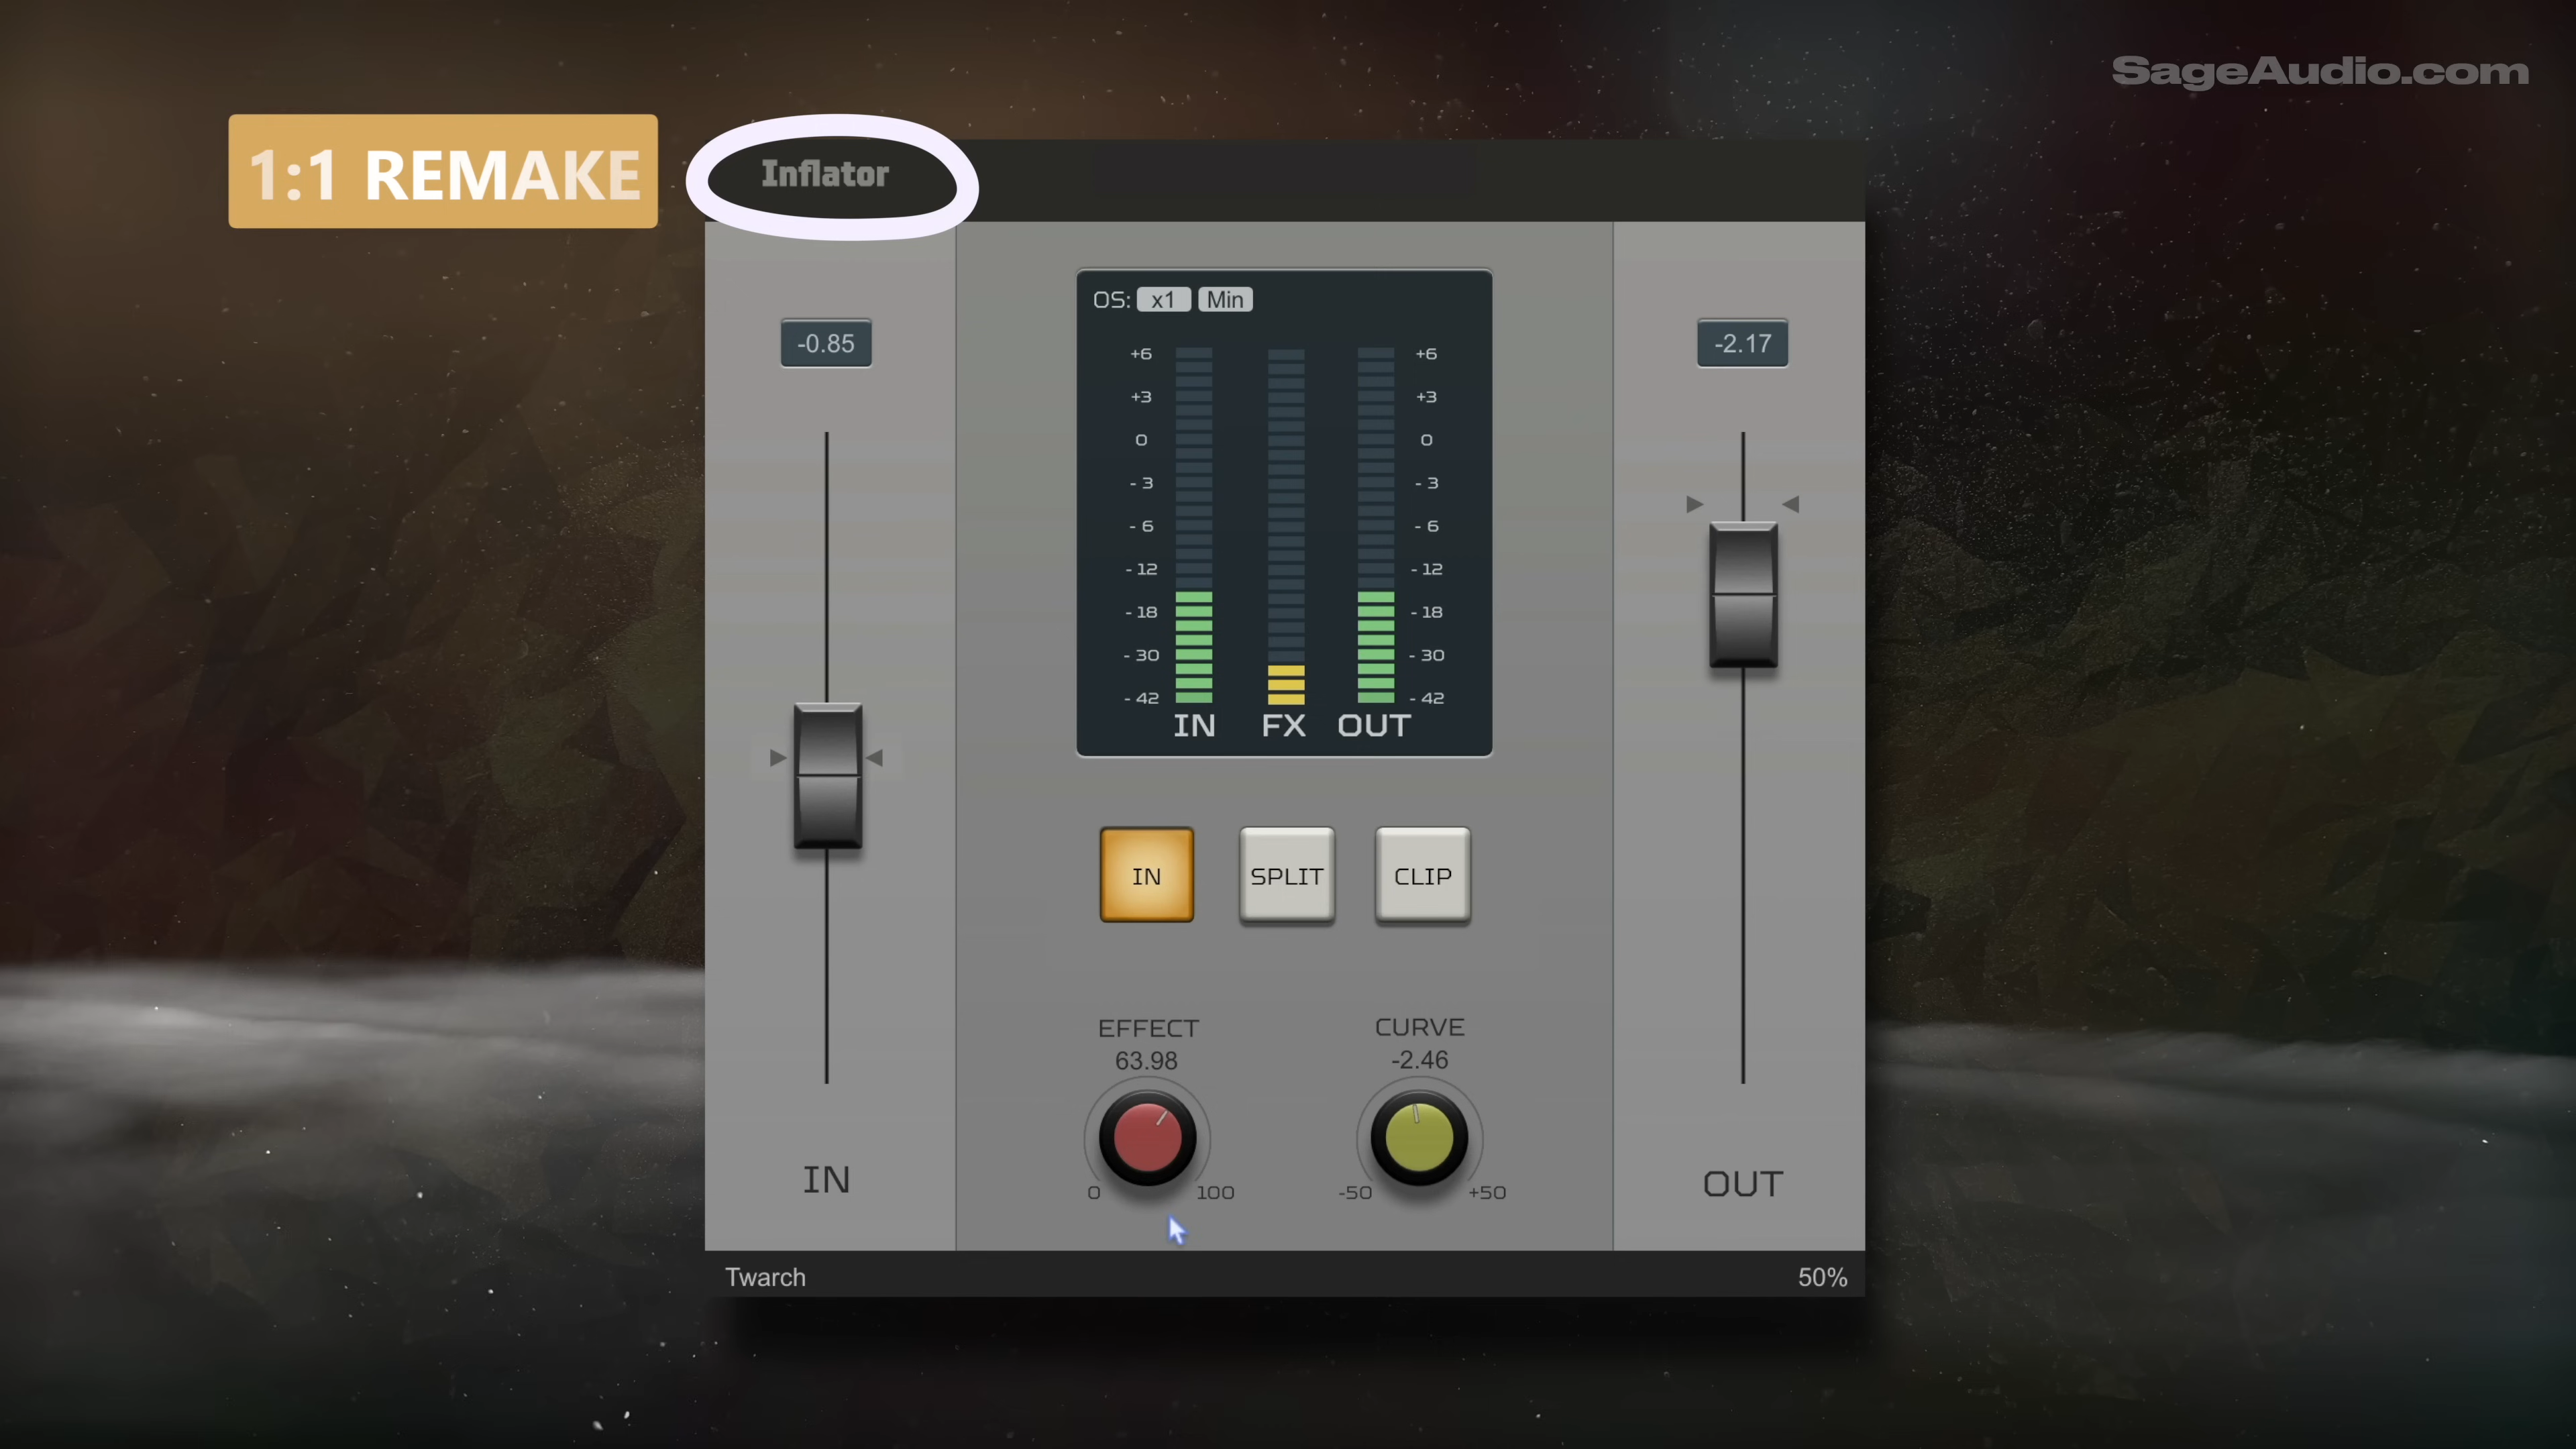 SageAudio.com
1:1 REMAKE
Inflator
OS: x1 Min
-0.85
-2.17
+6 +6
+3 +3
0 0
- 3 - 3
- 6 - 6
- 12 - 12
- 18 - 18
- 30 - 30
- 42 - 42
IN FX OUT
IN SPLIT CLIP
EFFECT CURVE
63.98 -2.46
0 100 -50 +50
IN OUT
Twarch 50%